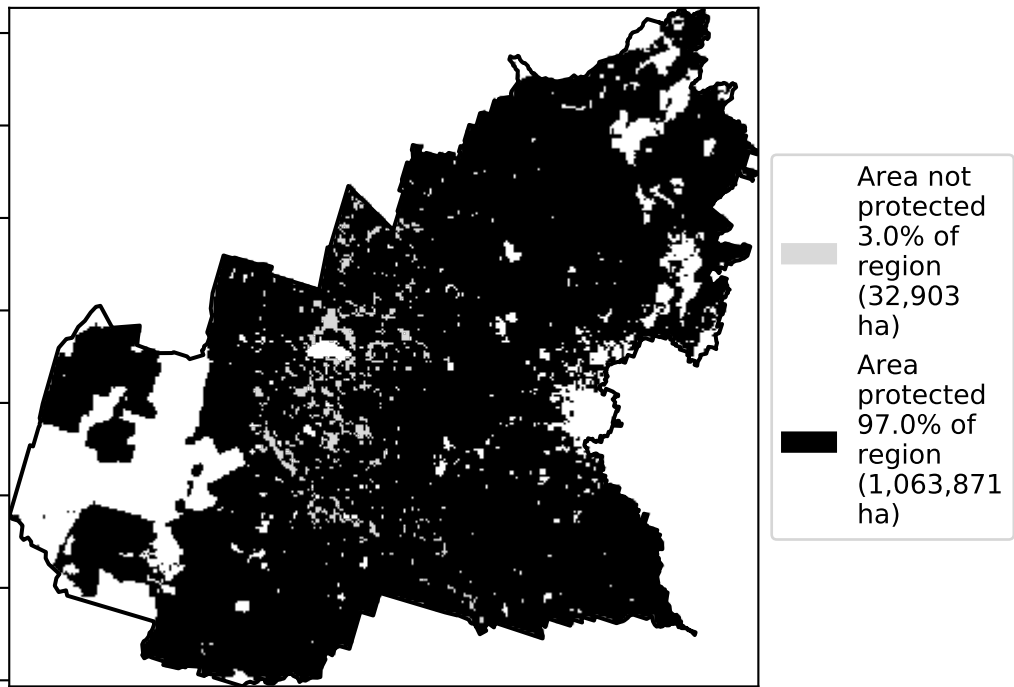 Area not
protected
3.0% of
region
(32,903
ha)
Area
protected
97.0% of
region
(1,063,871
ha)